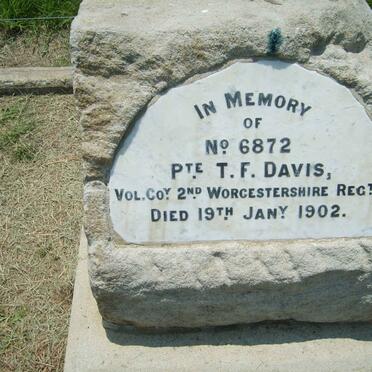 IN MEMORY
OF
NO 6872
PTE T. F. DAVIS,
VOL. COY 2ND WORCESTERSHIRE REGT
DIED 19TH JANY 1902.